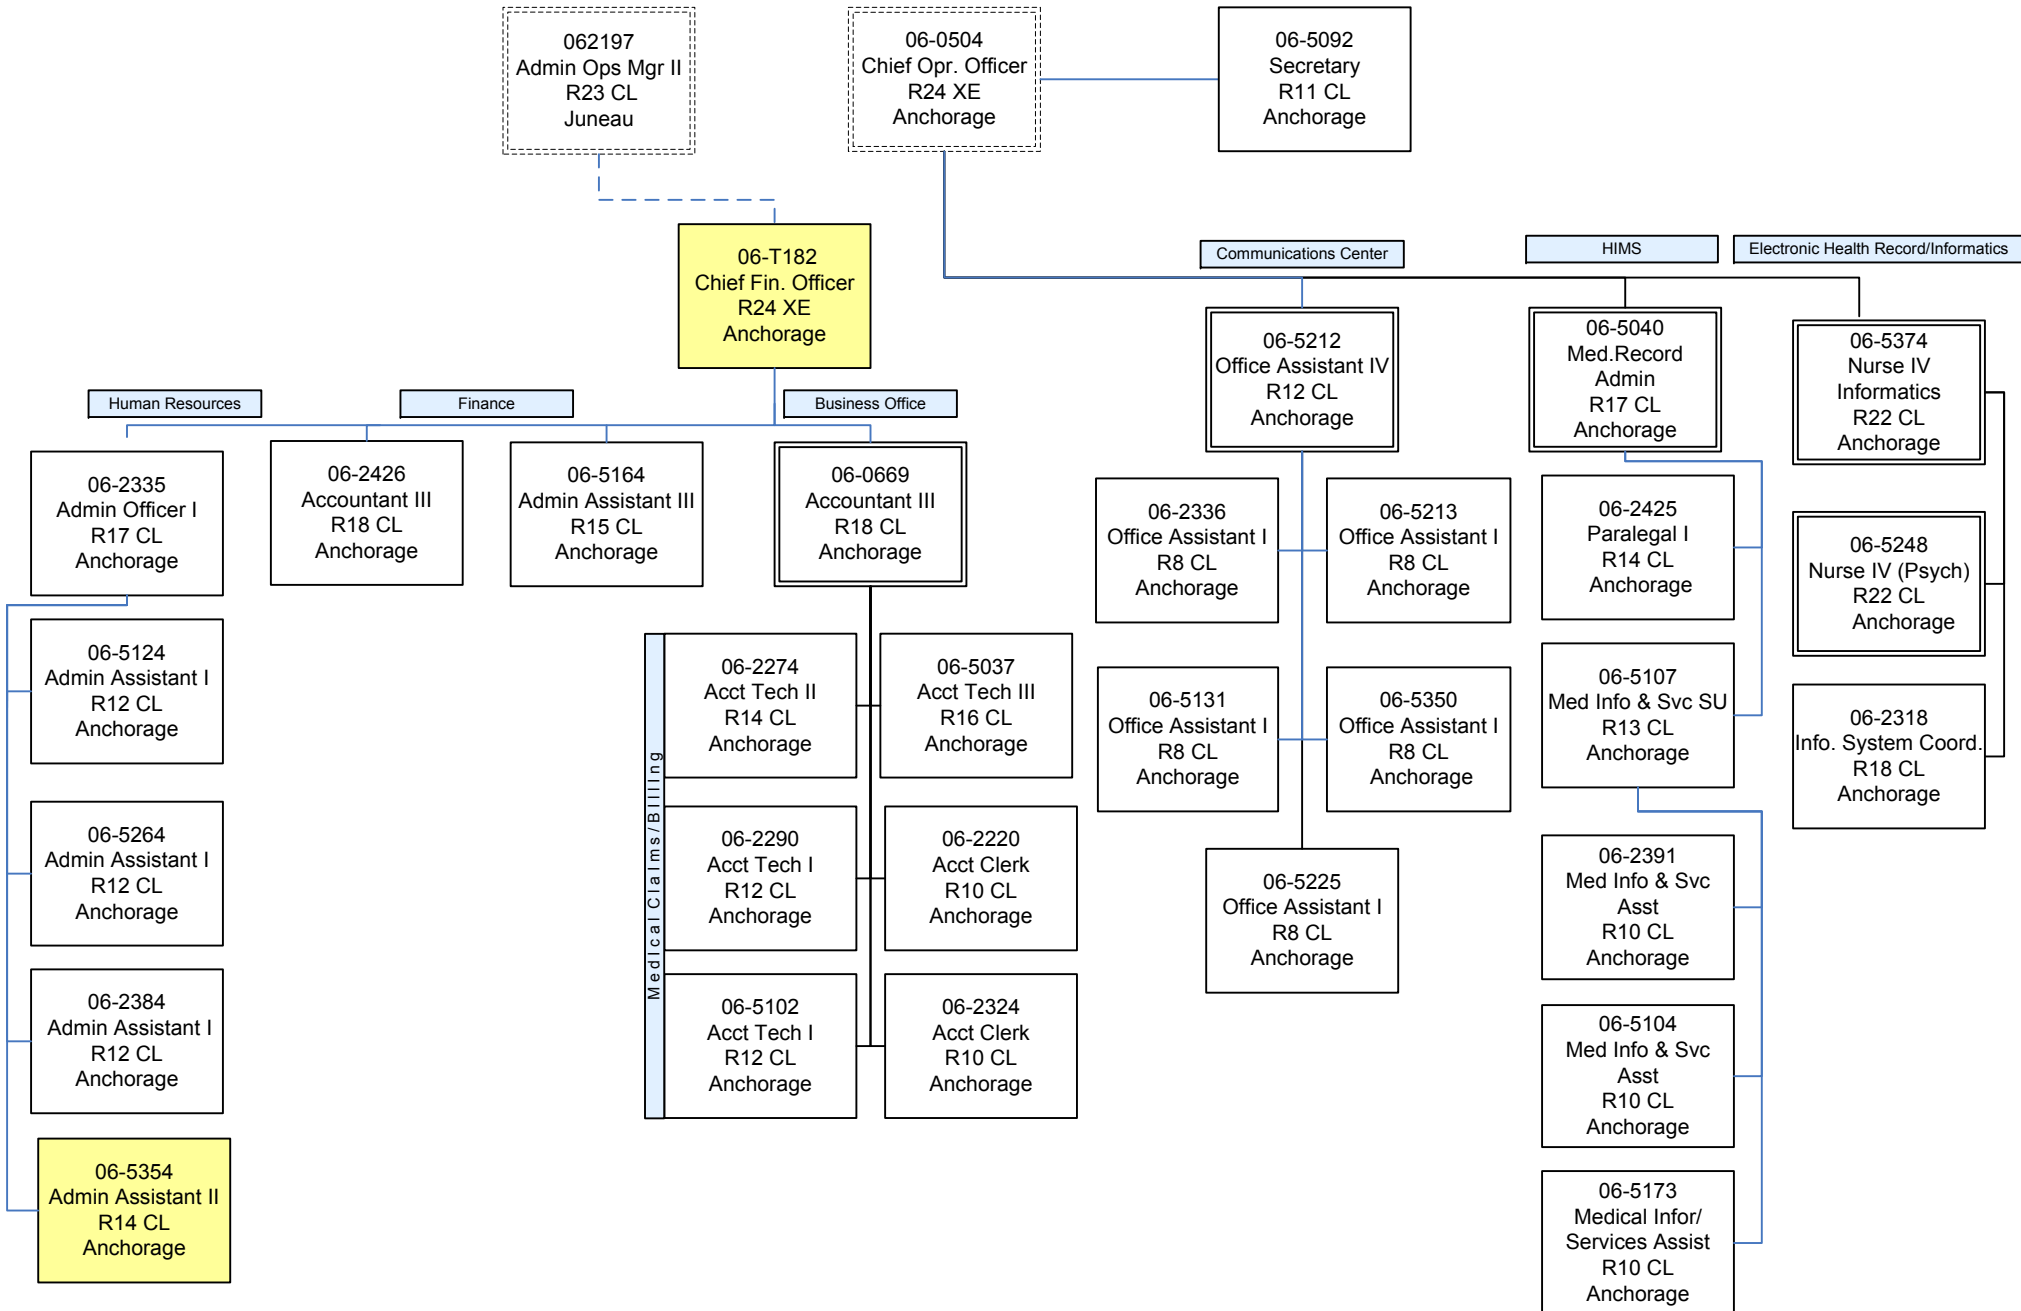 062197
Admin Ops Mgr II
R23 CL
Juneau
06-0504
Chief Opr. Officer
R24 XE
Anchorage
06-5092
Secretary
R11 CL
Anchorage
06-T182
Chief Fin. Officer
R24 XE
Anchorage
Communications Center
HIMS
Electronic Health Record/Informatics
Human Resources
Finance
Business Office
06-2335
Admin Officer I
R17 CL
Anchorage
06-2426
Accountant III
R18 CL
Anchorage
06-5164
Admin Assistant III
R15 CL
Anchorage
06-0669
Accountant III
R18 CL
Anchorage
06-5212
Office Assistant IV
R12 CL
Anchorage
06-5040
Med.Record
Admin
R17 CL
Anchorage
06-5374
Nurse IV
Informatics
R22 CL
Anchorage
06-5124
Admin Assistant I
R12 CL
Anchorage
06-5264
Admin Assistant I
R12 CL
Anchorage
06-2384
Admin Assistant I
R12 CL
Anchorage
06-5354
Admin Assistant II
R14 CL
Anchorage
Medical Claims/Billing
06-2274
Acct Tech II
R14 CL
Anchorage
06-5037
Acct Tech III
R16 CL
Anchorage
06-2290
Acct Tech I
R12 CL
Anchorage
06-2220
Acct Clerk
R10 CL
Anchorage
06-5102
Acct Tech I
R12 CL
Anchorage
06-2324
Acct Clerk
R10 CL
Anchorage
06-2336
Office Assistant I
R8 CL
Anchorage
06-5213
Office Assistant I
R8 CL
Anchorage
06-5131
Office Assistant I
R8 CL
Anchorage
06-5350
Office Assistant I
R8 CL
Anchorage
06-5225
Office Assistant I
R8 CL
Anchorage
06-2425
Paralegal I
R14 CL
Anchorage
06-5107
Med Info & Svc SU
R13 CL
Anchorage
06-2391
Med Info & Svc
Asst
R10 CL
Anchorage
06-5104
Med Info & Svc
Asst
R10 CL
Anchorage
06-5173
Medical Infor/
Services Assist
R10 CL
Anchorage
06-5248
Nurse IV (Psych)
R22 CL
Anchorage
06-2318
Info. System Coord.
R18 CL
Anchorage